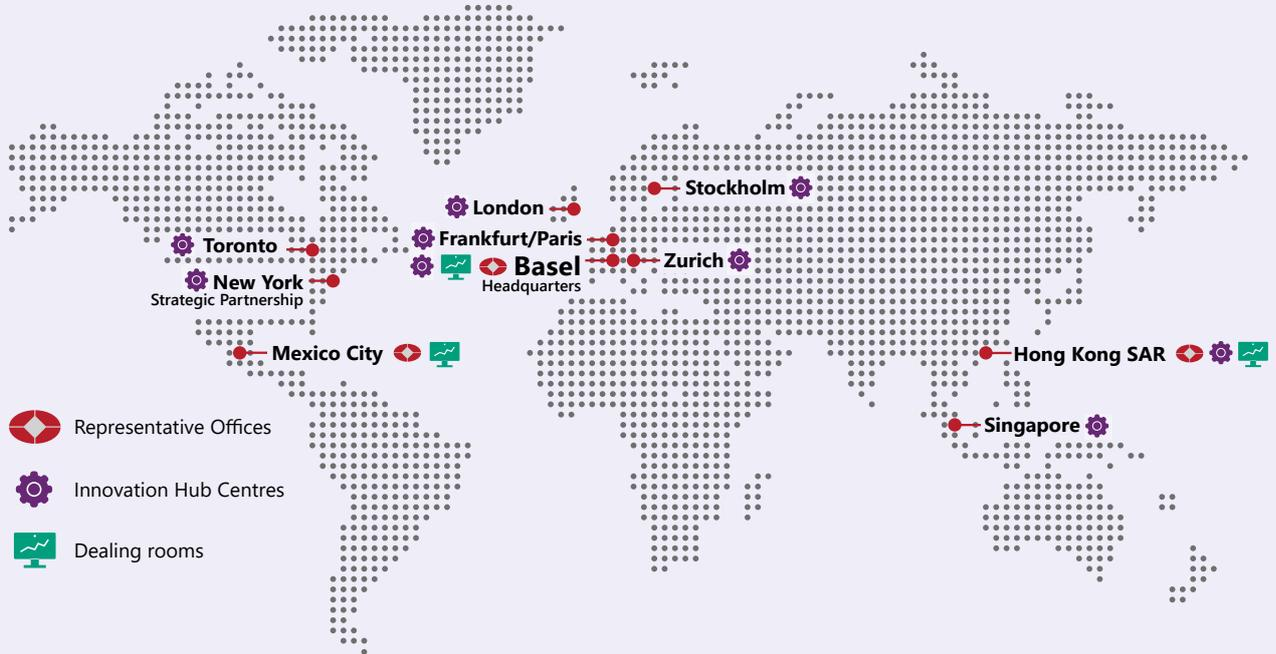 Stockholm
London
Frankfurt/Paris
Toronto
Basel
Headquarters
Zurich
New York
Strategic Partnership
Mexico City
Hong Kong SAR
Singapore
Representative Offices
Innovation Hub Centres
Dealing rooms